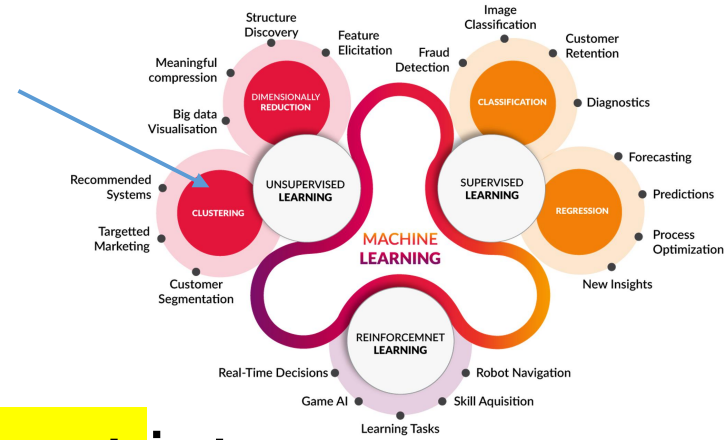 Structure
Discovery
Feature
Elicitation
Meaningful
compression
DIMENSIONALLY
REDUCTION
Big data
Visualisation
Image
Classification
Customer
Retention
Fraud
Detection
CLASSIFICATION
Diagnostics
Recommended
Systems
CLUSTERING
Targetted
Marketing
Customer
Segmentation
UNSUPERVISED
LEARNING
SUPERVISED
LEARNING
Forecasting
Predictions
REGRESSION
Process
Optimization
New Insights
MACHINE
LEARNING
REINFORCEMNET
LEARNING
Real-Time Decisions
Robot Navigation
Game AI
Skill Aquisition
Learning Tasks